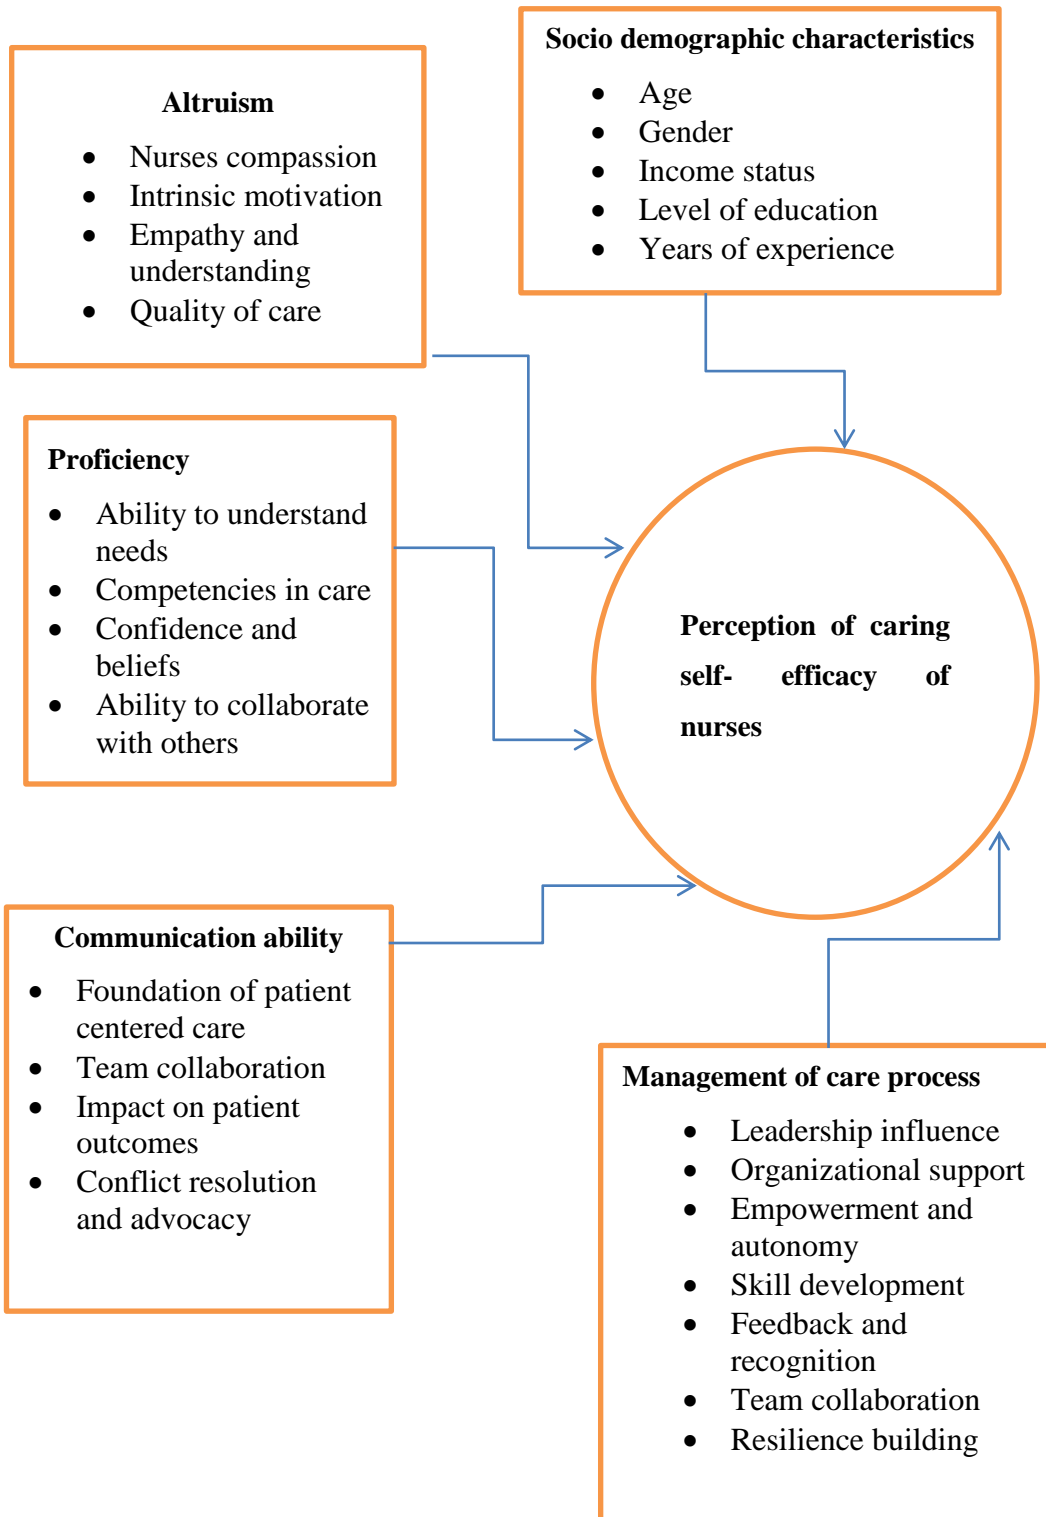 Altruism
• Nurses compassion
• Intrinsic motivation
• Empathy and
understanding
• Quality of care
Socio demographic characteristics
• Age
• Gender
• Income status
• Level of education
• Years of experience
Proficiency
• Ability to understand
needs
• Competencies in care
• Confidence and
beliefs
• Ability to collaborate
with others
Perception of caring
self- efficacy of
nurses
Communication ability
• Foundation of patient
centered care
• Team collaboration
• Impact on patient
outcomes
• Conflict resolution
and advocacy
Management of care process
• Leadership influence
• Organizational support
• Empowerment and
autonomy
• Skill development
• Feedback and
recognition
• Team collaboration
• Resilience building